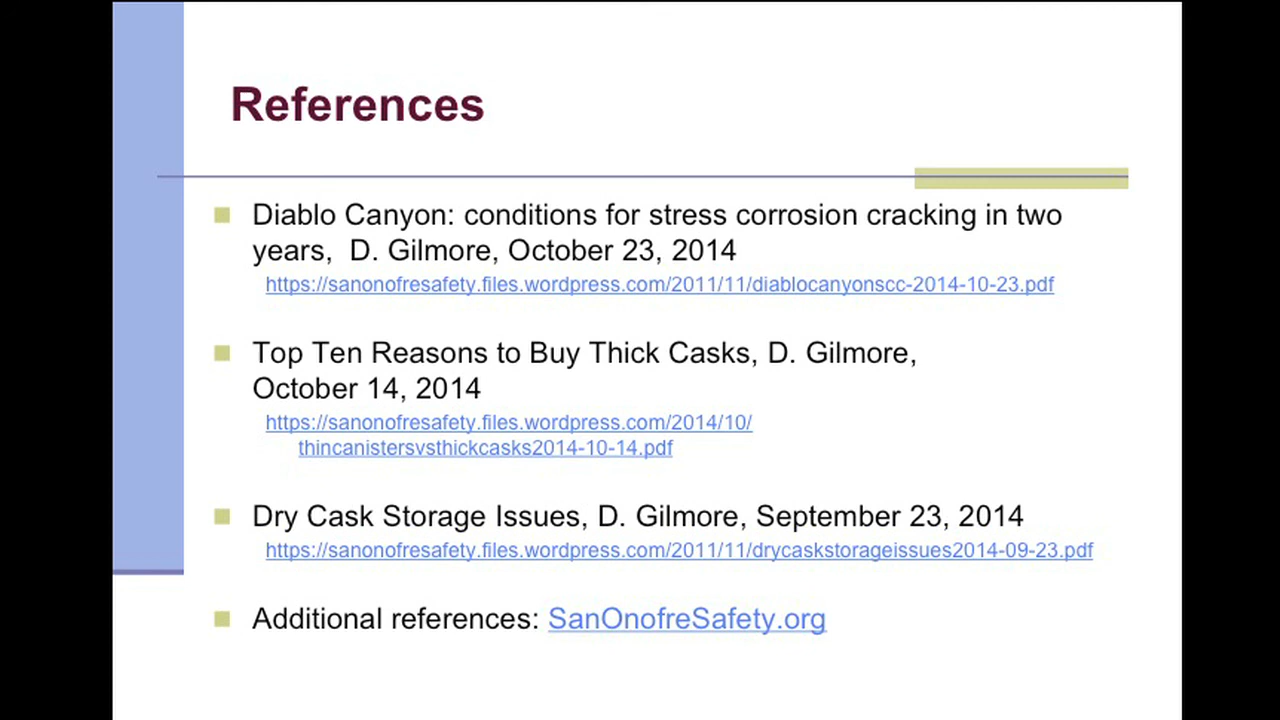 References
Diablo Canyon: conditions for stress corrosion cracking in two
years,  D. Gilmore, October 23, 2014
https://sanonofresafety.files.wordpress.com/2011/11/diablocanyonscc-2014-10-23.pdf
Top Ten Reasons to Buy Thick Casks, D. Gilmore,
October 14, 2014
https://sanonofresafety.files.wordpress.com/2014/10/
thincanistersvsthickcasks2014-10-14.pdf
Dry Cask Storage Issues, D. Gilmore, September 23, 2014
https://sanonofresafety.files.wordpress.com/2011/11/drycaskstorageissues2014-09-23.pdf
Additional references: SanOnofreSafety.org